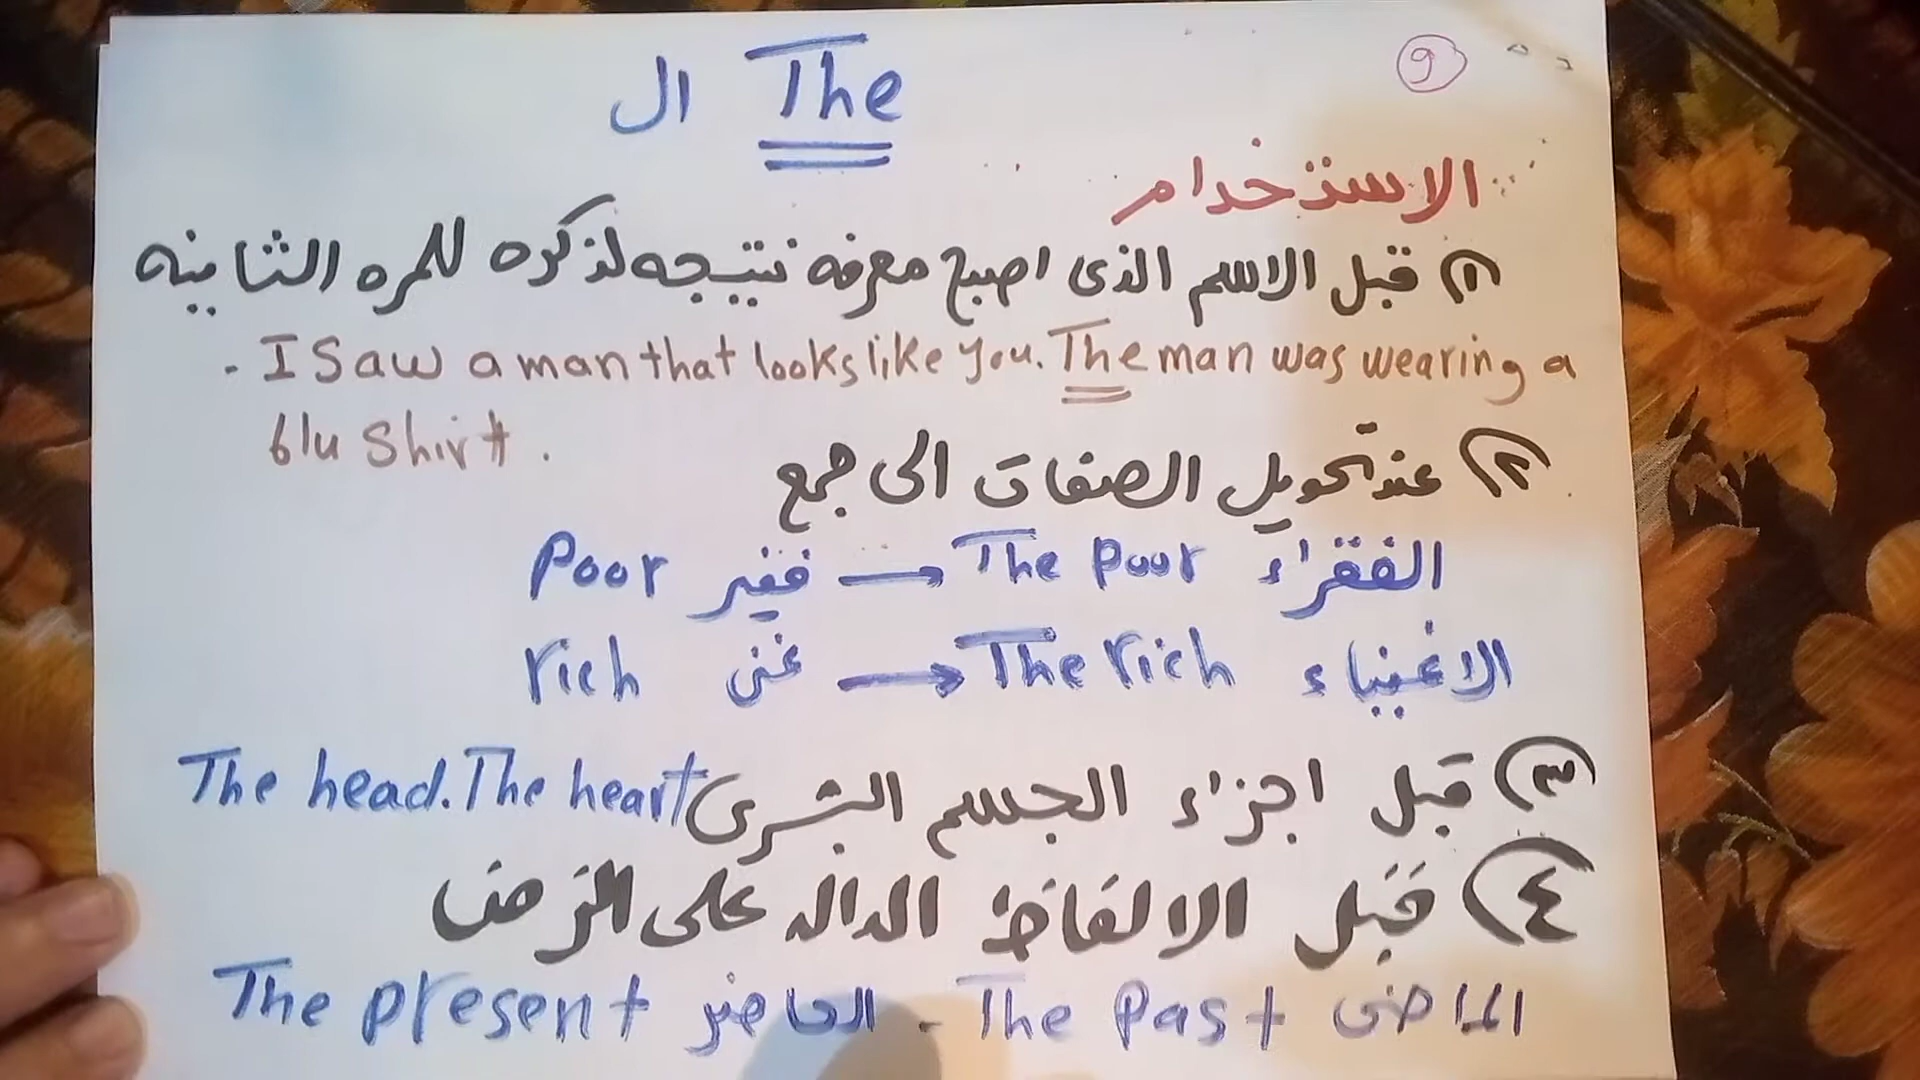 The ال
9
الاستخدام
١) قبل الاسم الذى اصبح معرفه نتيجه لذكره للمره الثانيه
- I Saw a man that looks like you. The man was wearing a
blu Shirt.
٢) عند تحويل الصفات الى جمع
Poor فقير → The poor الفقراء
rich غنى → The rich الاغنياء
٣) قبل اجزاء الجسم البشرى The head. The heart
٤) قبل الالفاظ الداله على الزمن
The present الحاضر - The Past الماضى